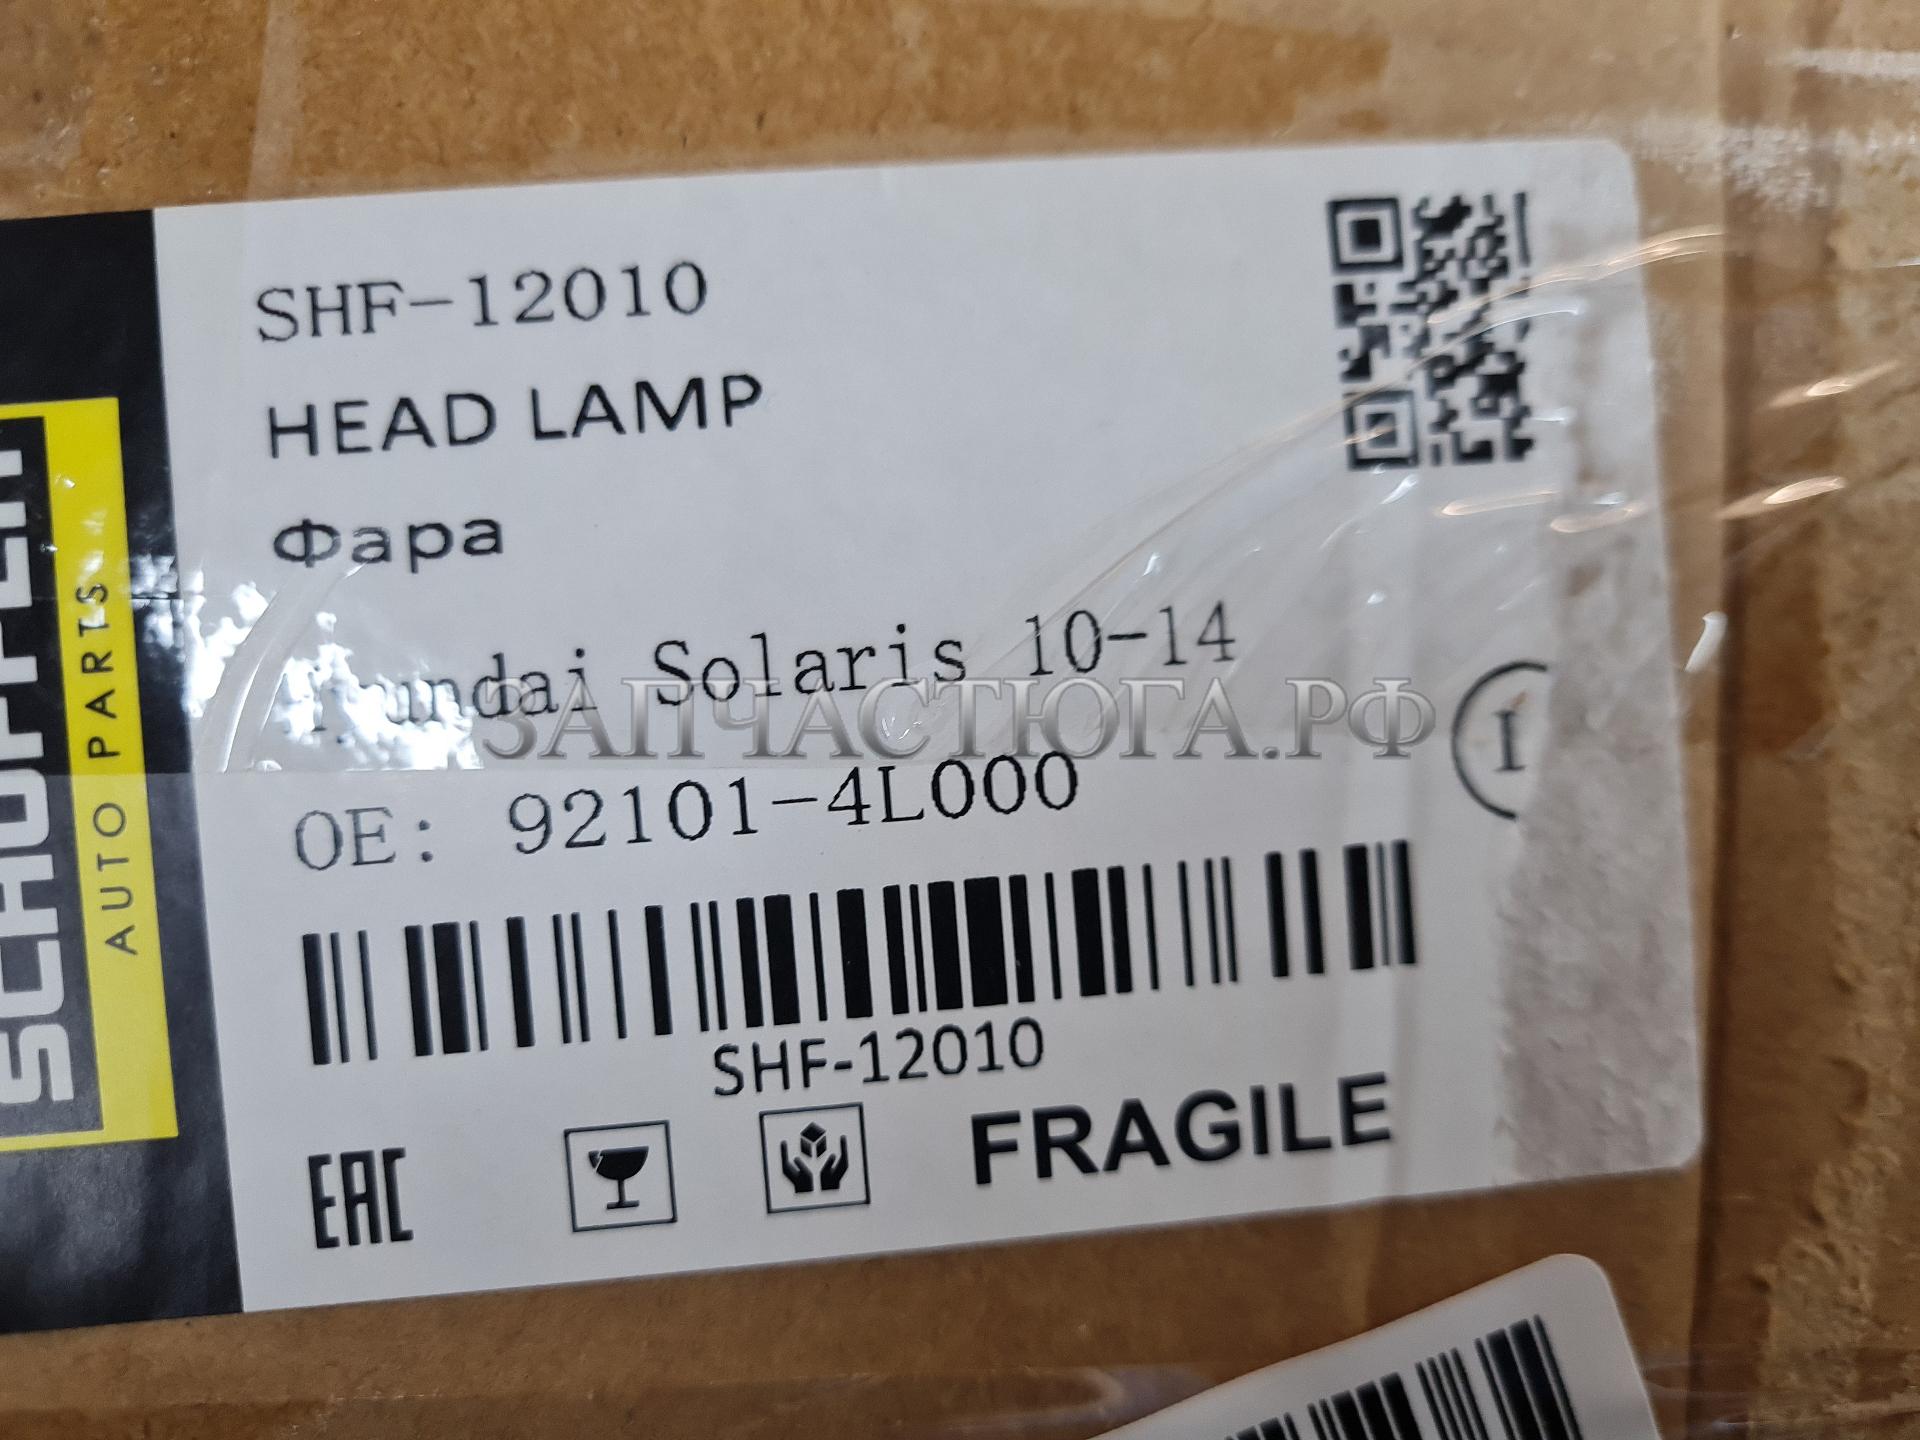 SHF-12010
HEAD LAMP
Фара
Hyundai Solaris 10-14
ЗАПЧАСТЮГА.РФ
OE: 92101-4L000
SHF-12010
EAC
FRAGILE
AUTO PARTS